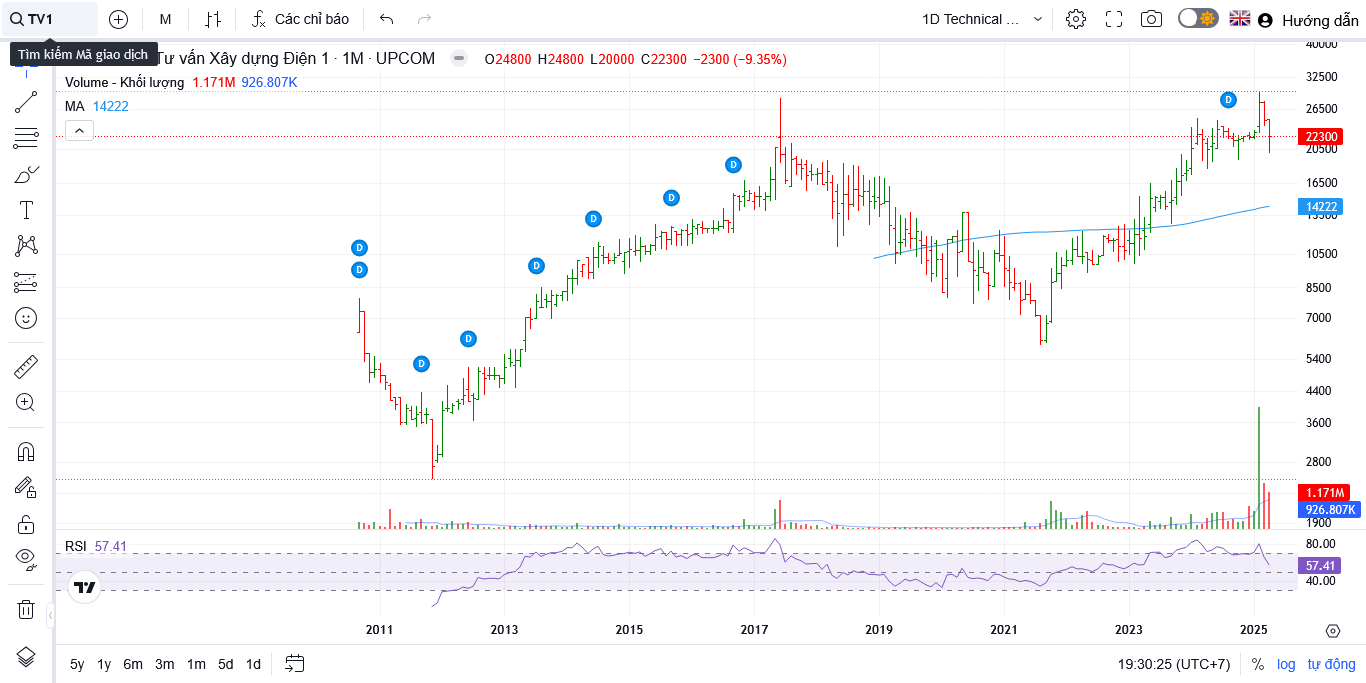 TV1
M
Các chỉ báo
1D Technical ...
Hướng dẫn
Tìm kiếm Mã giao dịch
Tư vấn Xây dựng Điện 1 · 1M · UPCOM
O24800 H24800 L20000 C22300 −2300 (−9.35%)
Volume - Khối lượng 1.171M 926.807K
MA 14222
40000
32500
26500
22300
20500
16500
14222
13500
10500
8500
7000
5400
4400
3600
2800
1.171M
926.807K
1900
D
D
D
D
D
D
D
D
D
RSI 57.41
80.00
57.41
40.00
2011 2013 2015 2017 2019 2021 2023 2025
5y 1y 6m 3m 1m 5d 1d
19:30:25 (UTC+7)
% log tự động